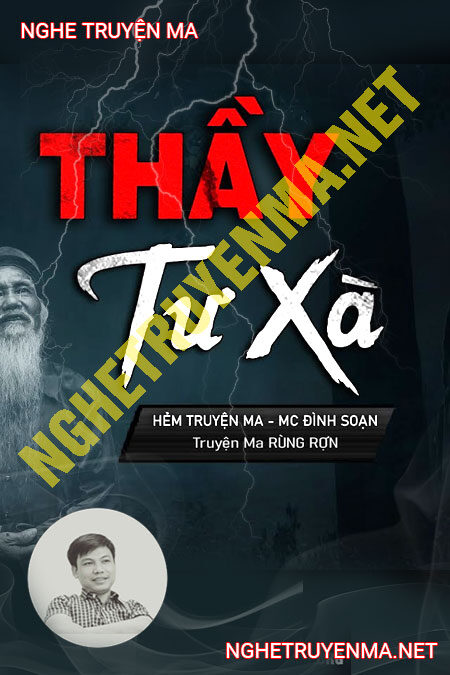 NGHE TRUYỆN MA
THẦY
Tư Xà
NGHETRUYENMA.NET
HẺM TRUYỆN MA - MC ĐÌNH SOẠN
Truyện Ma RÙNG RỢN
NGHETRUYENMA.NET